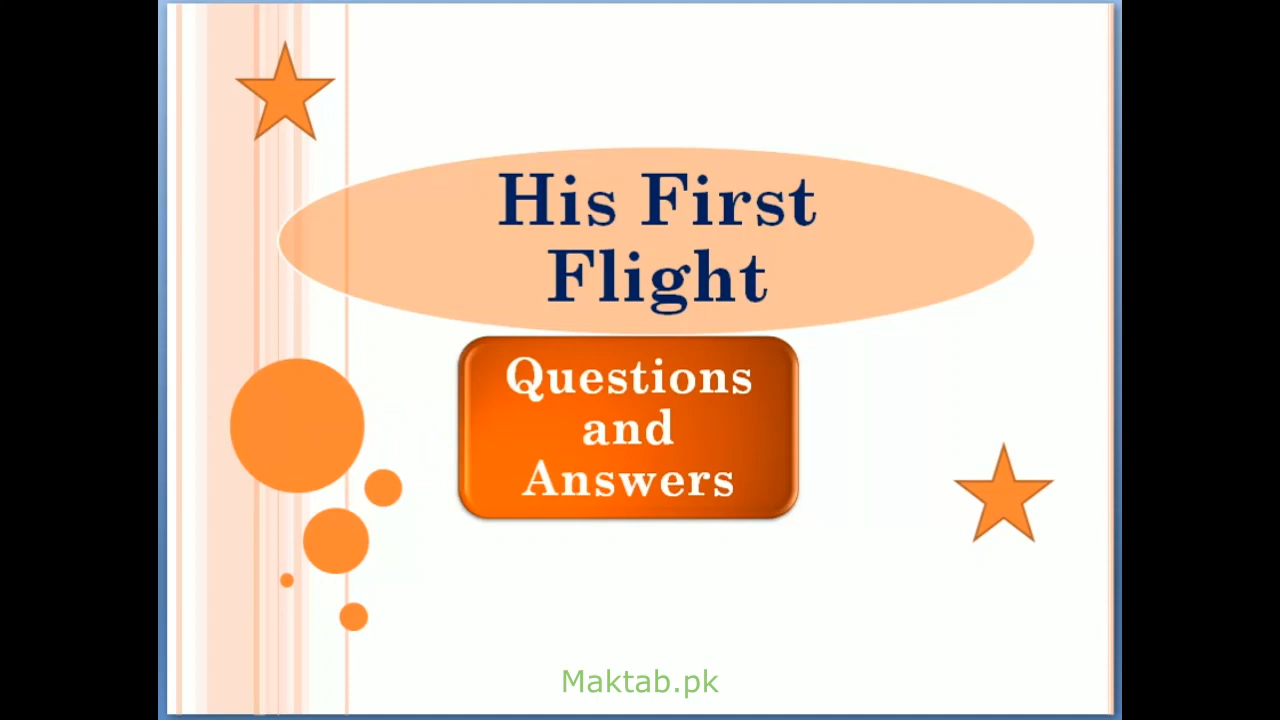 His First
Flight
Questions
and
Answers
Maktab.pk